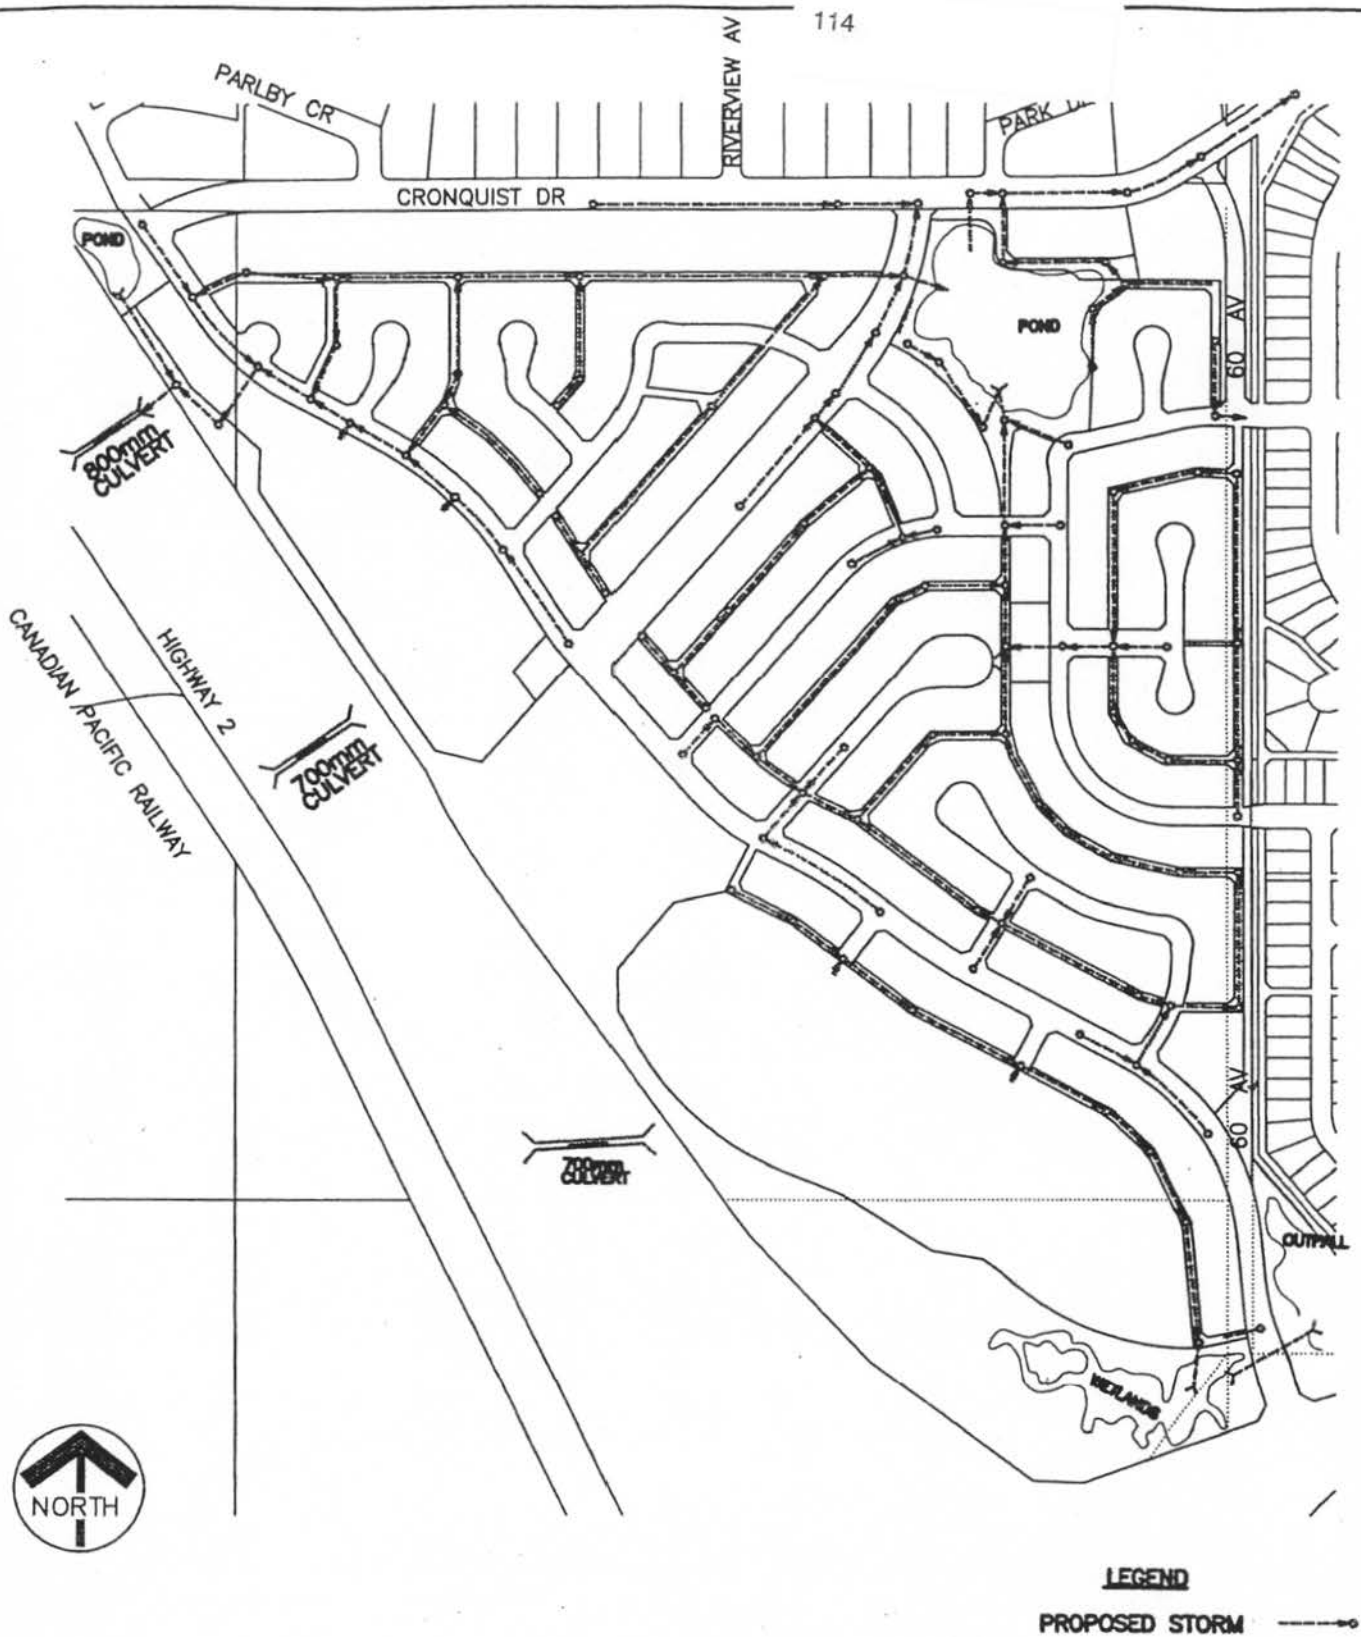 114
RIVERVIEW AV
PARLBY CR
PARK
CRONQUIST DR
POND
POND
60 AV
800mm
CULVERT
CANADIAN PACIFIC RAILWAY
HIGHWAY 2
700mm
CULVERT
60 AV
700mm
CULVERT
OUTFALL
WETLANDS
NORTH
LEGEND
PROPOSED STORM